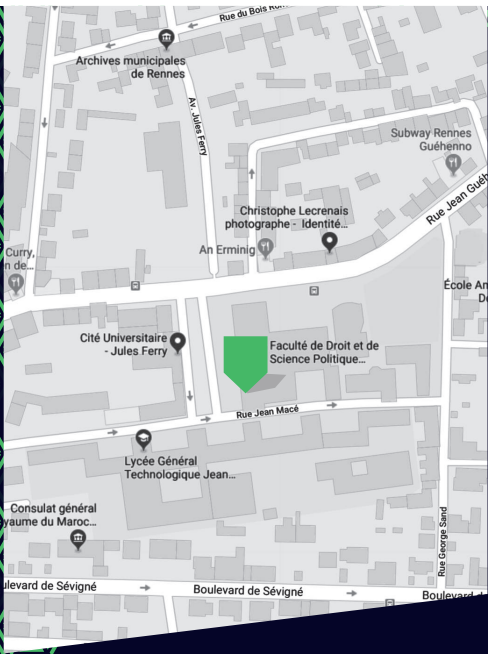 Rue du Bois Ron
Archives municipales
de Rennes
Av. Jules Ferry
Subway Rennes
Guéhenno
Rue Jean Guéh
Christophe Lecrenais
photographe - Identité...
Curry,
n de...
An Erminig
École An
D
Cité Universitaire
- Jules Ferry
Faculté de Droit et de
Science Politique...
Rue Jean Macé
Lycée Général
Technologique Jean...
Consulat général
yaume du Maroc...
Rue George Sand
ulevard de Sévigné
Boulevard de Sévigné
Boulevard d